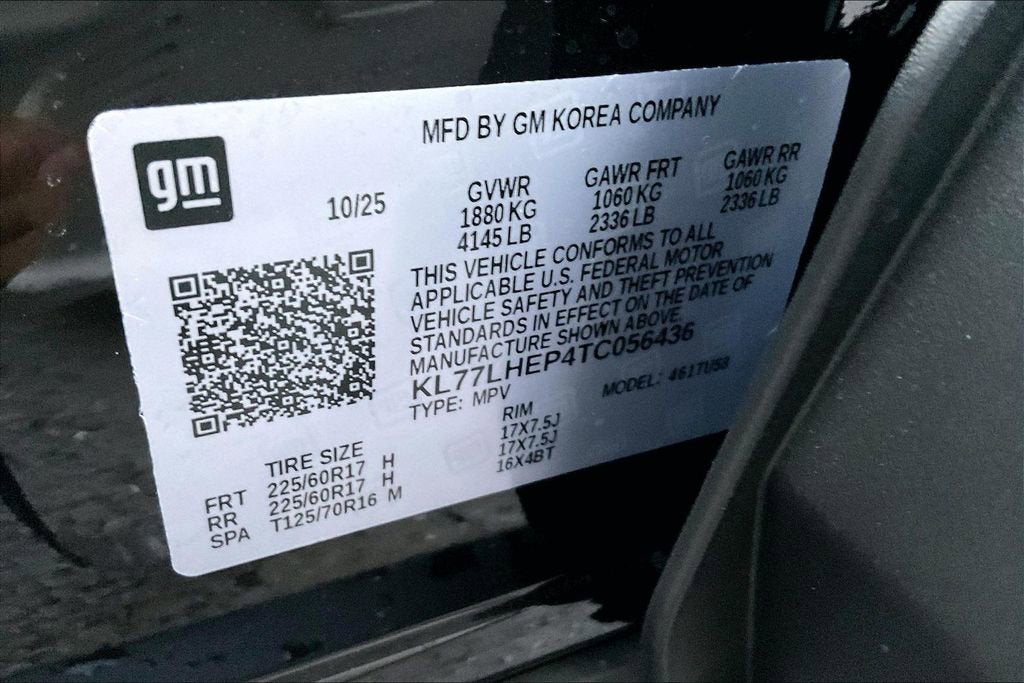 MFD BY GM KOREA COMPANY
gm
10/25
GVWR GAWR FRT GAWR RR
1880 KG 1060 KG 1060 KG
4145 LB 2336 LB 2336 LB
THIS VEHICLE CONFORMS TO ALL
APPLICABLE U.S. FEDERAL MOTOR
VEHICLE SAFETY AND THEFT PREVENTION
STANDARDS IN EFFECT ON THE DATE OF
MANUFACTURE SHOWN ABOVE.
KL77LHEP4TC056436
TYPE: MPV MODEL: 461TU58
TIRE SIZE RIM
FRT 225/60R17 H 17X7.5J
RR 225/60R17 H 17X7.5J
SPA T125/70R16 M 16X4BT